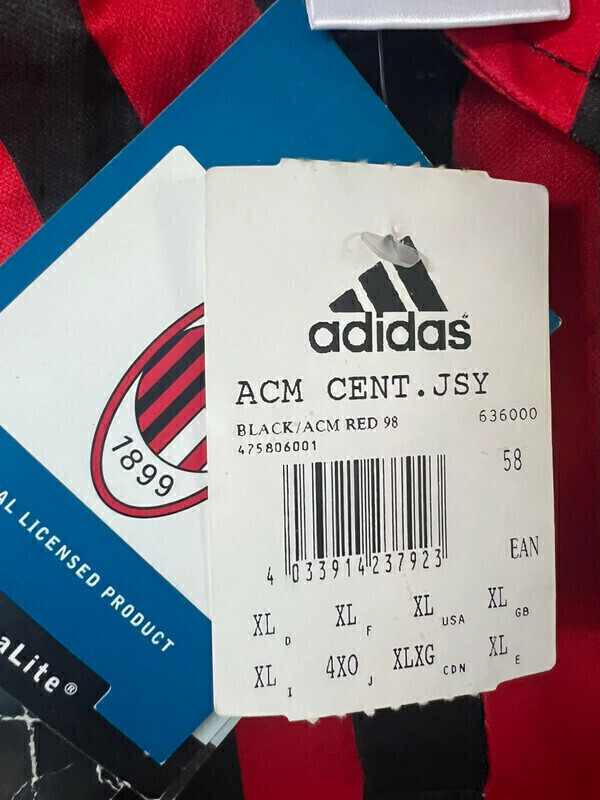 adidas
ACM CENT.JSY
BLACK/ACM RED 98 636000
475806001
58
EAN
4 033914 237923
XL D XL F XL USA XL GB
XL I 4XO J XLXG CDN XL E
1899
AL LICENSED PRODUCT
aLite®